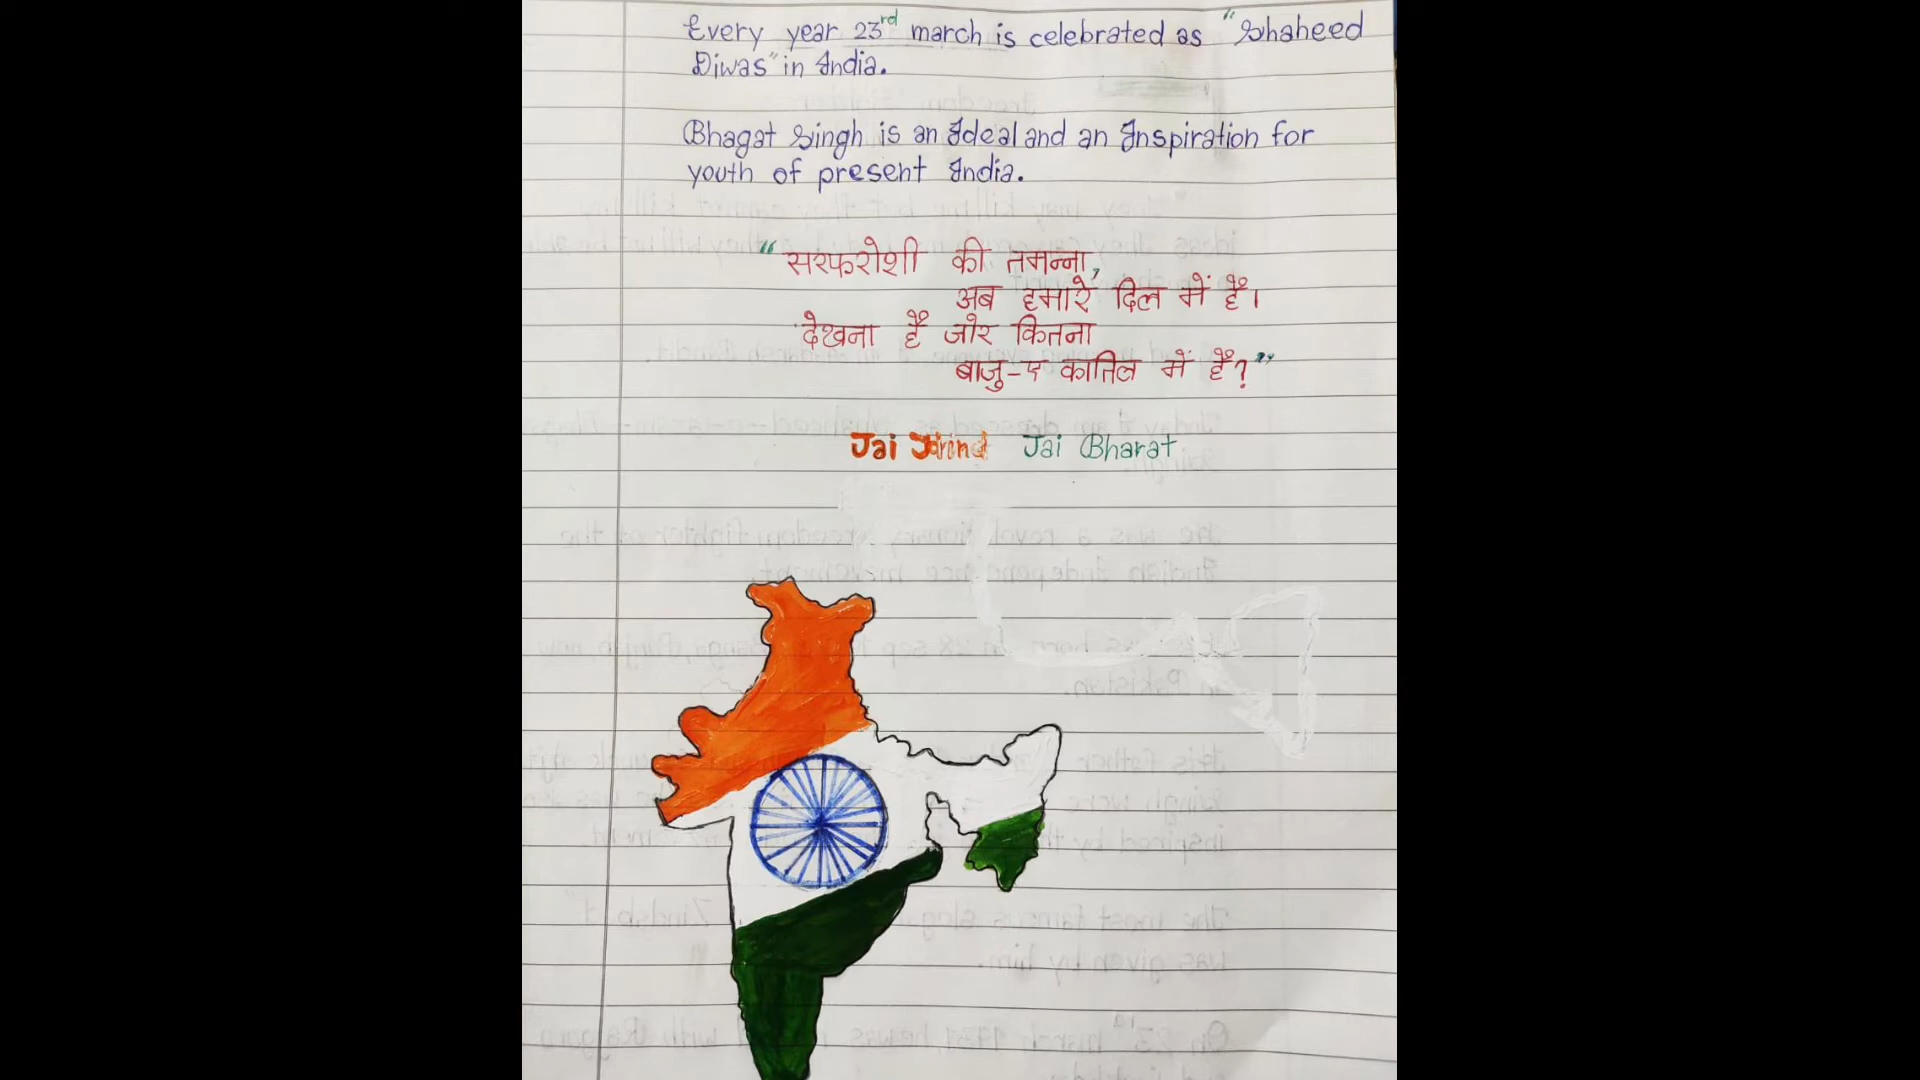 Every year 23rd march is celebrated as "Shaheed
Diwas" in India.
Bhagat Singh is an Ideal and an Inspiration for
youth of present India.
"सरफरोशी की तमन्ना,
अब हमारे दिल में है।
देखना है जोर कितना
बाजु-ए कातिल में है?"
Jai Hind Jai Bharat